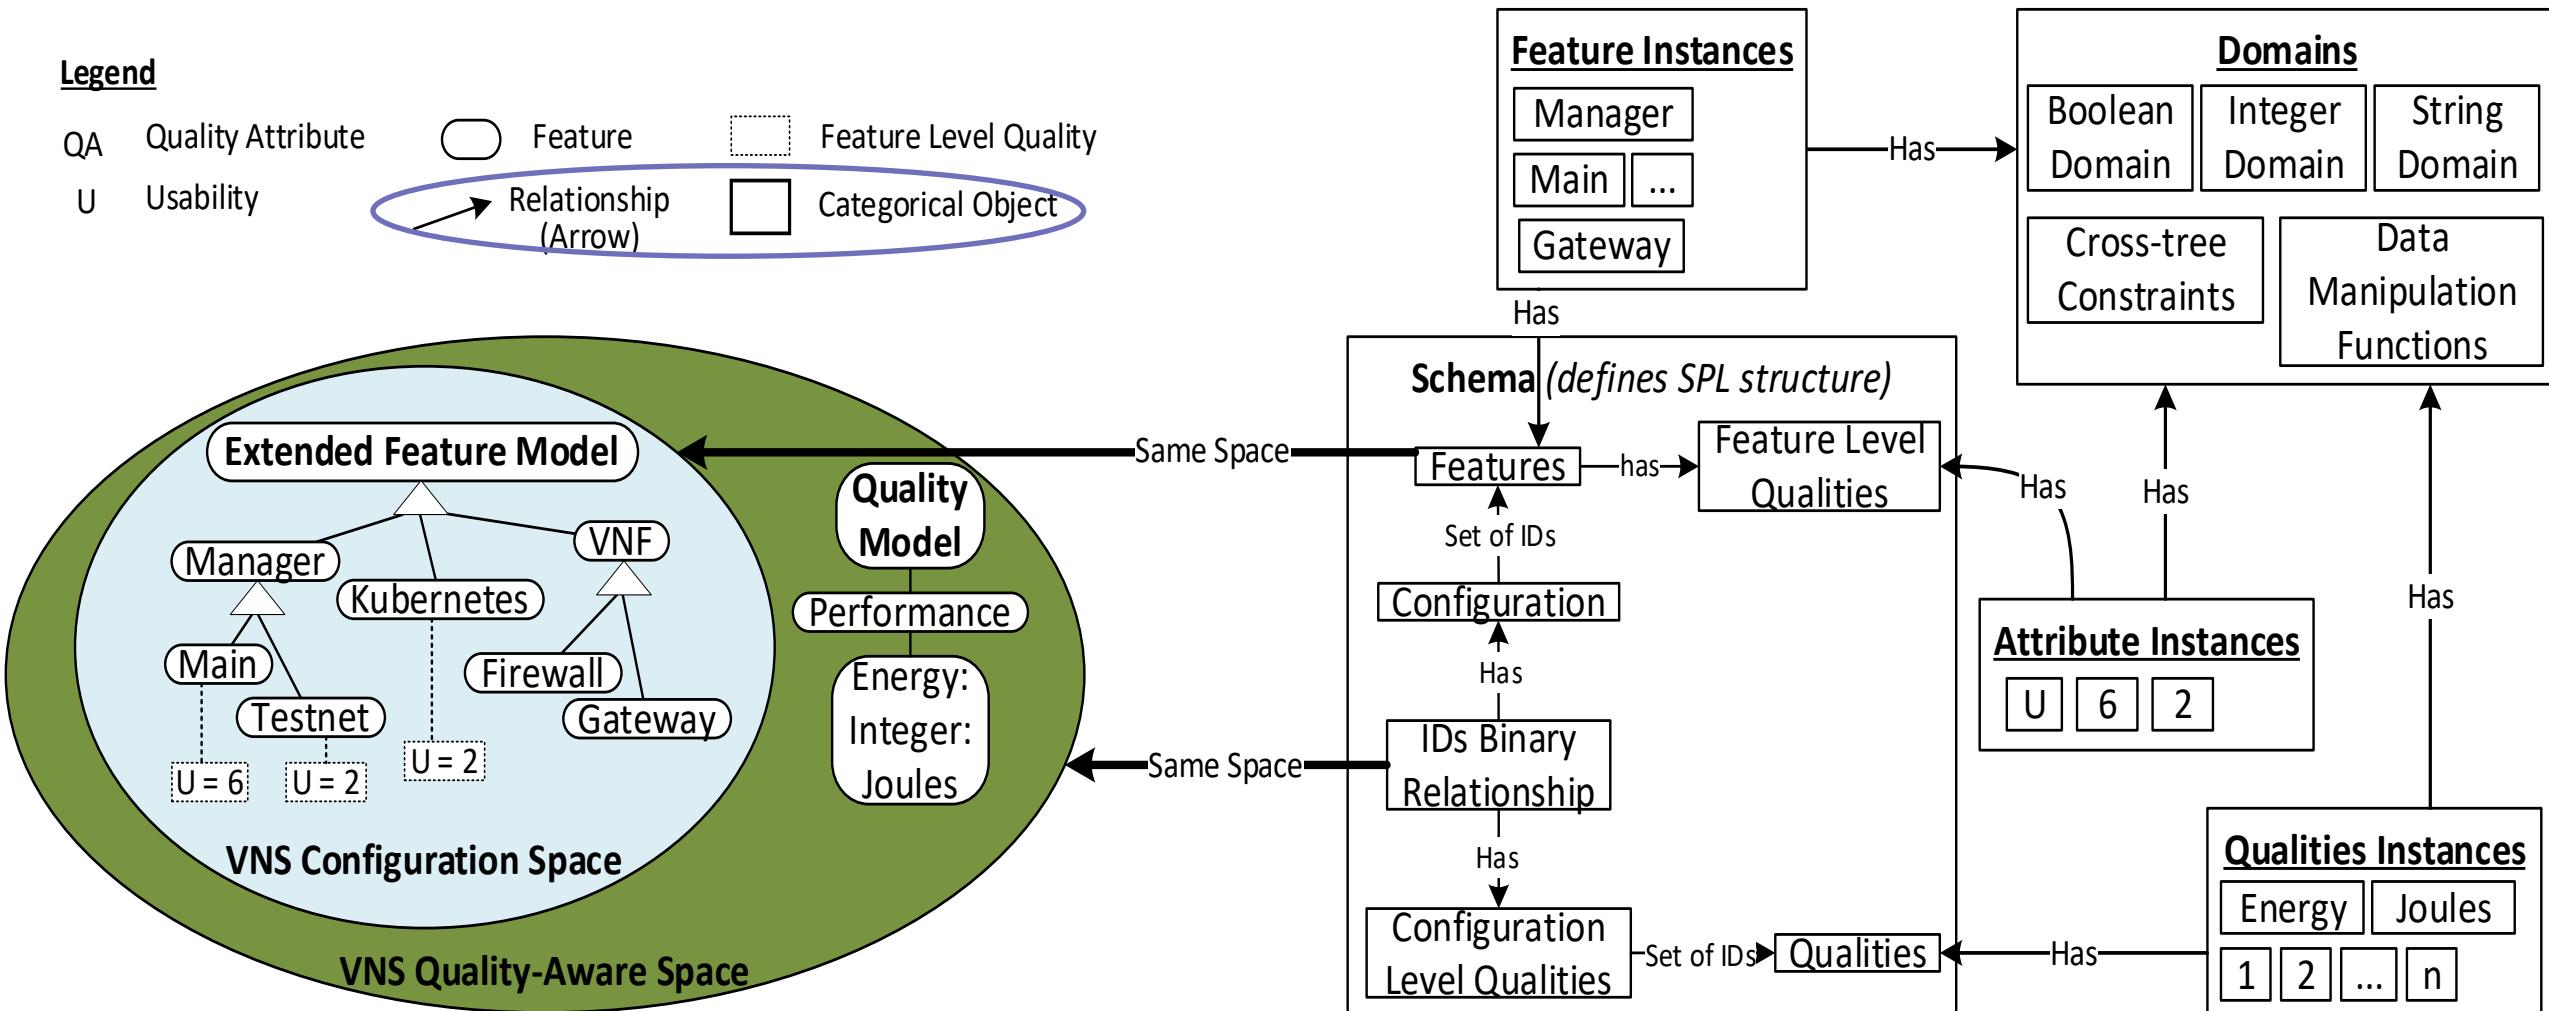 Legend
QA Quality Attribute
Feature
Feature Level Quality
U Usability
Relationship
(Arrow)
Categorical Object
Extended Feature Model
Manager
Kubernetes
VNF
Main
Testnet
Firewall
Gateway
U = 6
U = 2
U = 2
VNS Configuration Space
Quality
Model
Performance
Energy:
Integer:
Joules
VNS Quality-Aware Space
Same Space
Same Space
Feature Instances
Manager
Main
...
Gateway
Has
Has
Domains
Boolean
Domain
Integer
Domain
String
Domain
Cross-tree
Constraints
Data
Manipulation
Functions
Schema (defines SPL structure)
Features
has
Feature Level
Qualities
Set of IDs
Configuration
Has
IDs Binary
Relationship
Has
Configuration
Level Qualities
Set of IDs
Qualities
Has
Has
Has
Has
Attribute Instances
U 6 2
Qualities Instances
Energy Joules
1 2 ... n